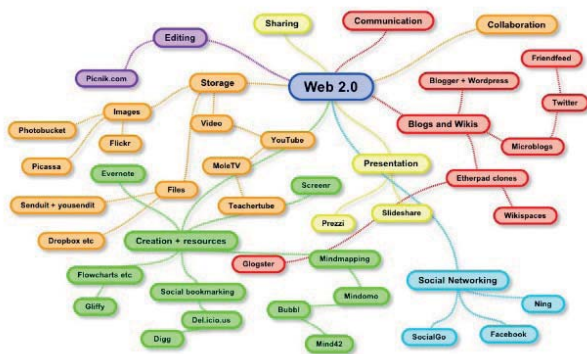 Sharing
Communication
Collaboration
Editing
Picnik.com
Storage
Web 2.0
Friendfeed
Blogger + Wordpress
Twitter
Images
Photobucket
Video
Blogs and Wikis
Flickr
YouTube
Microblogs
Picassa
MoleTV
Presentation
Evernote
Files
Screenr
Etherpad clones
Senduit + yousendit
Teachertube
Prezzi
Slideshare
Wikispaces
Dropbox etc
Creation + resources
Glogster
Mindmapping
Flowcharts etc
Social Networking
Gliffy
Social bookmarking
Mindomo
Ning
Bubbl
Del.icio.us
SocialGo
Facebook
Digg
Mind42